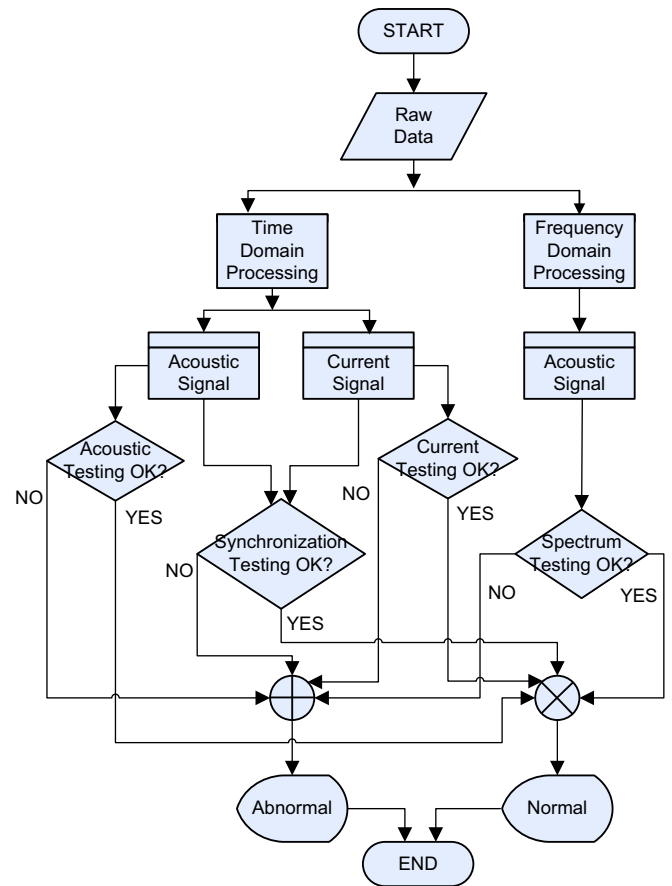 START
Raw
Data
Time
Domain
Processing
Frequency
Domain
Processing
Acoustic
Signal
Current
Signal
Acoustic
Signal
Acoustic
Testing OK?
Current
Testing OK?
NO
YES
NO
YES
Synchronization
Testing OK?
Spectrum
Testing OK?
NO
YES
NO
YES
Abnormal
Normal
END